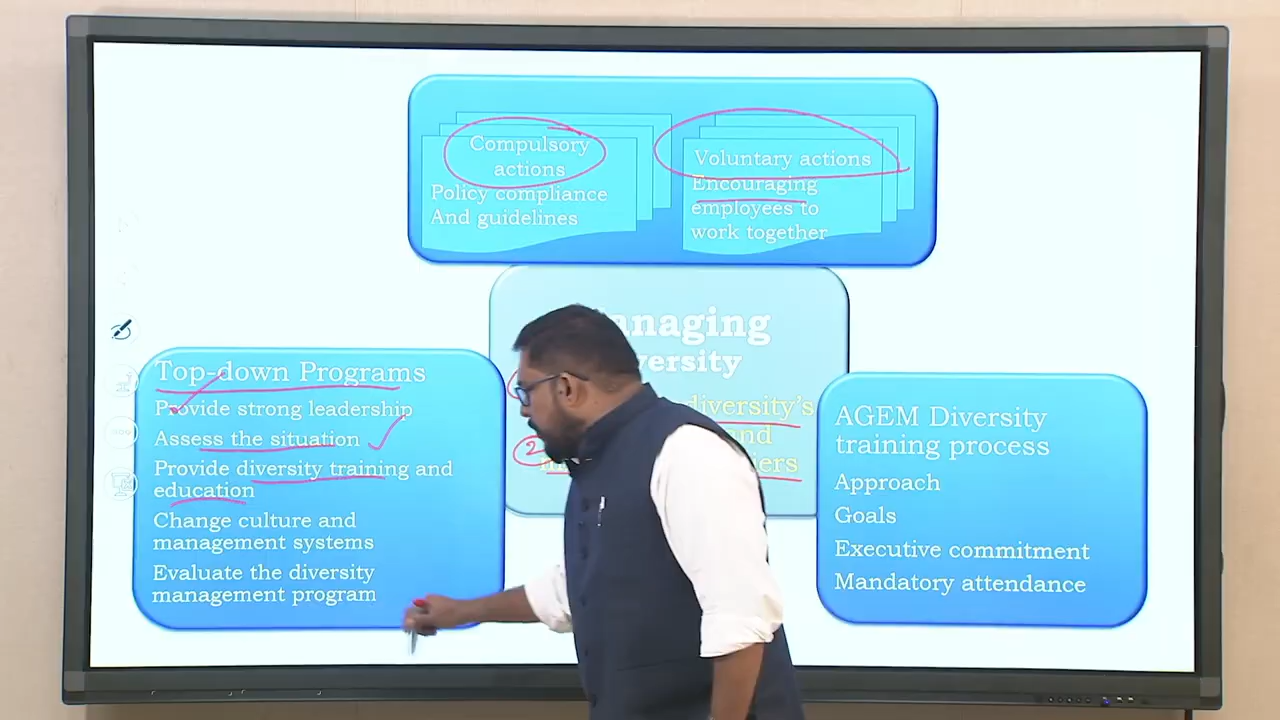 Compulsory
actions
Policy compliance
And guidelines
Voluntary actions
Encouraging
employees to
work together
diversity's
Top-down Programs
Provide strong leadership
Assess the situation
Provide diversity training and
education
Change culture and
management systems
Evaluate the diversity
management program
2
AGEM Diversity
training process
Approach
Goals
Executive commitment
Mandatory attendance